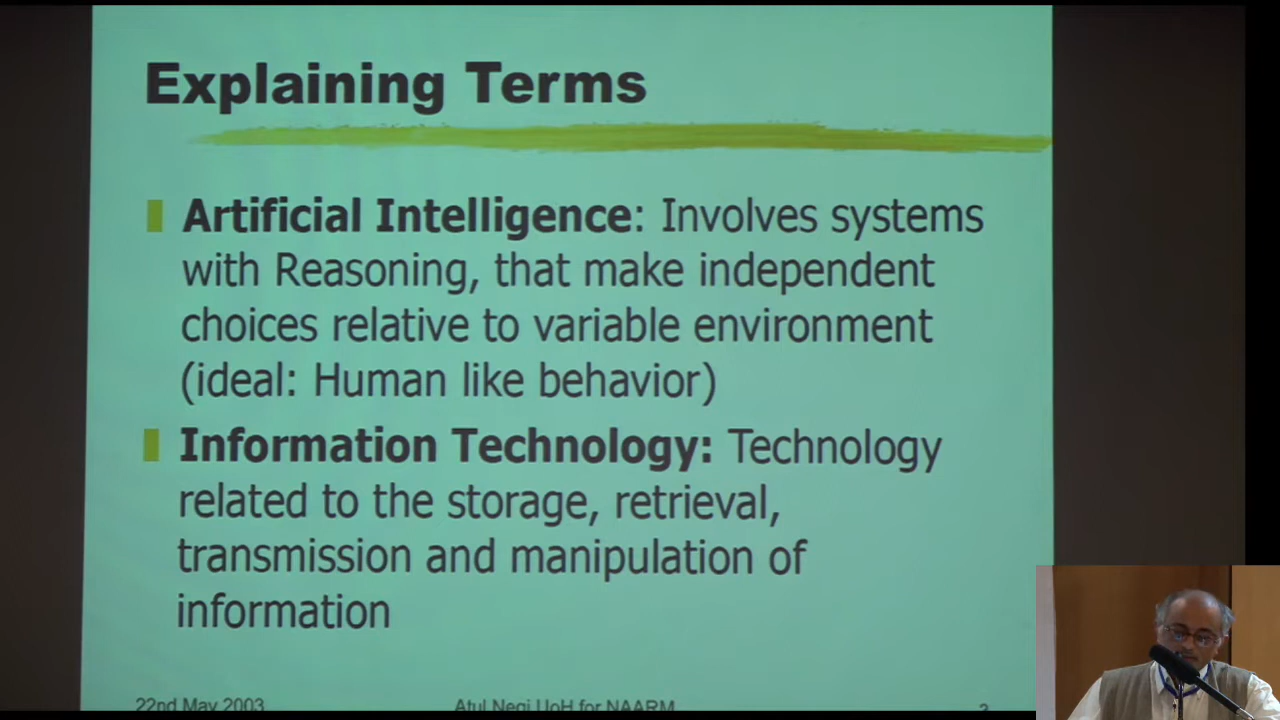 Explaining Terms
Artificial Intelligence: Involves systems
with Reasoning, that make independent
choices relative to variable environment
(ideal: Human like behavior)
Information Technology: Technology
related to the storage, retrieval,
transmission and manipulation of
information
22nd May 2003 Atul Negi UoH for NAARM